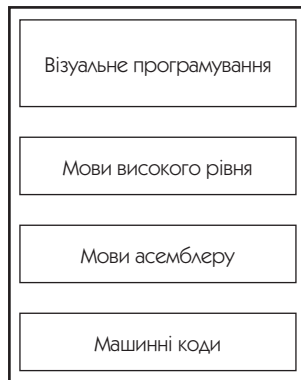 Візуальне програмування
Мови високого рівня
Мови асемблеру
Машинні коди